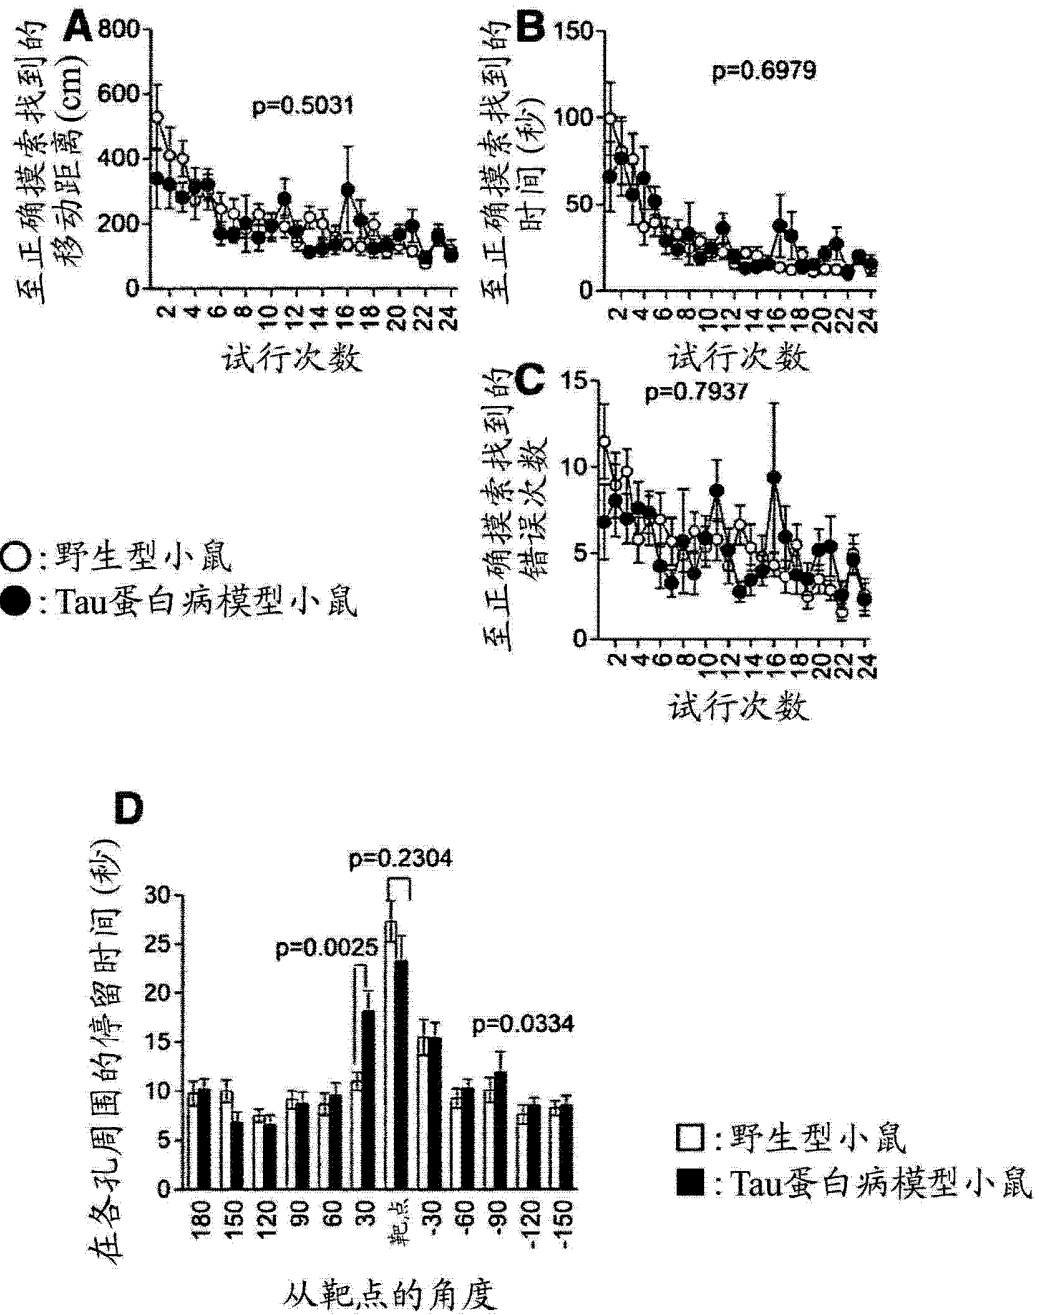 A
至正确摸索找到的
移动距离(cm)
800
600
400
200
0
p=0.5031
2 4 6 8 10 12 14 16 18 20 22 24
试行次数
B
至正确摸索找到的
时间(秒)
150
100
50
0
p=0.6979
2 4 6 8 10 12 14 16 18 20 22 24
试行次数
C
至正确摸索找到的
错误次数
15
10
5
0
p=0.7937
2 4 6 8 10 12 14 16 18 20 22 24
试行次数
○:野生型小鼠
●:Tau蛋白病模型小鼠
D
在各孔周围的停留时间(秒)
30
25
20
15
10
5
0
p=0.2304
p=0.0025
p=0.0334
180 150 120 90 60 30 靶点 -30 -60 -90 -120 -150
从靶点的角度
□:野生型小鼠
■:Tau蛋白病模型小鼠